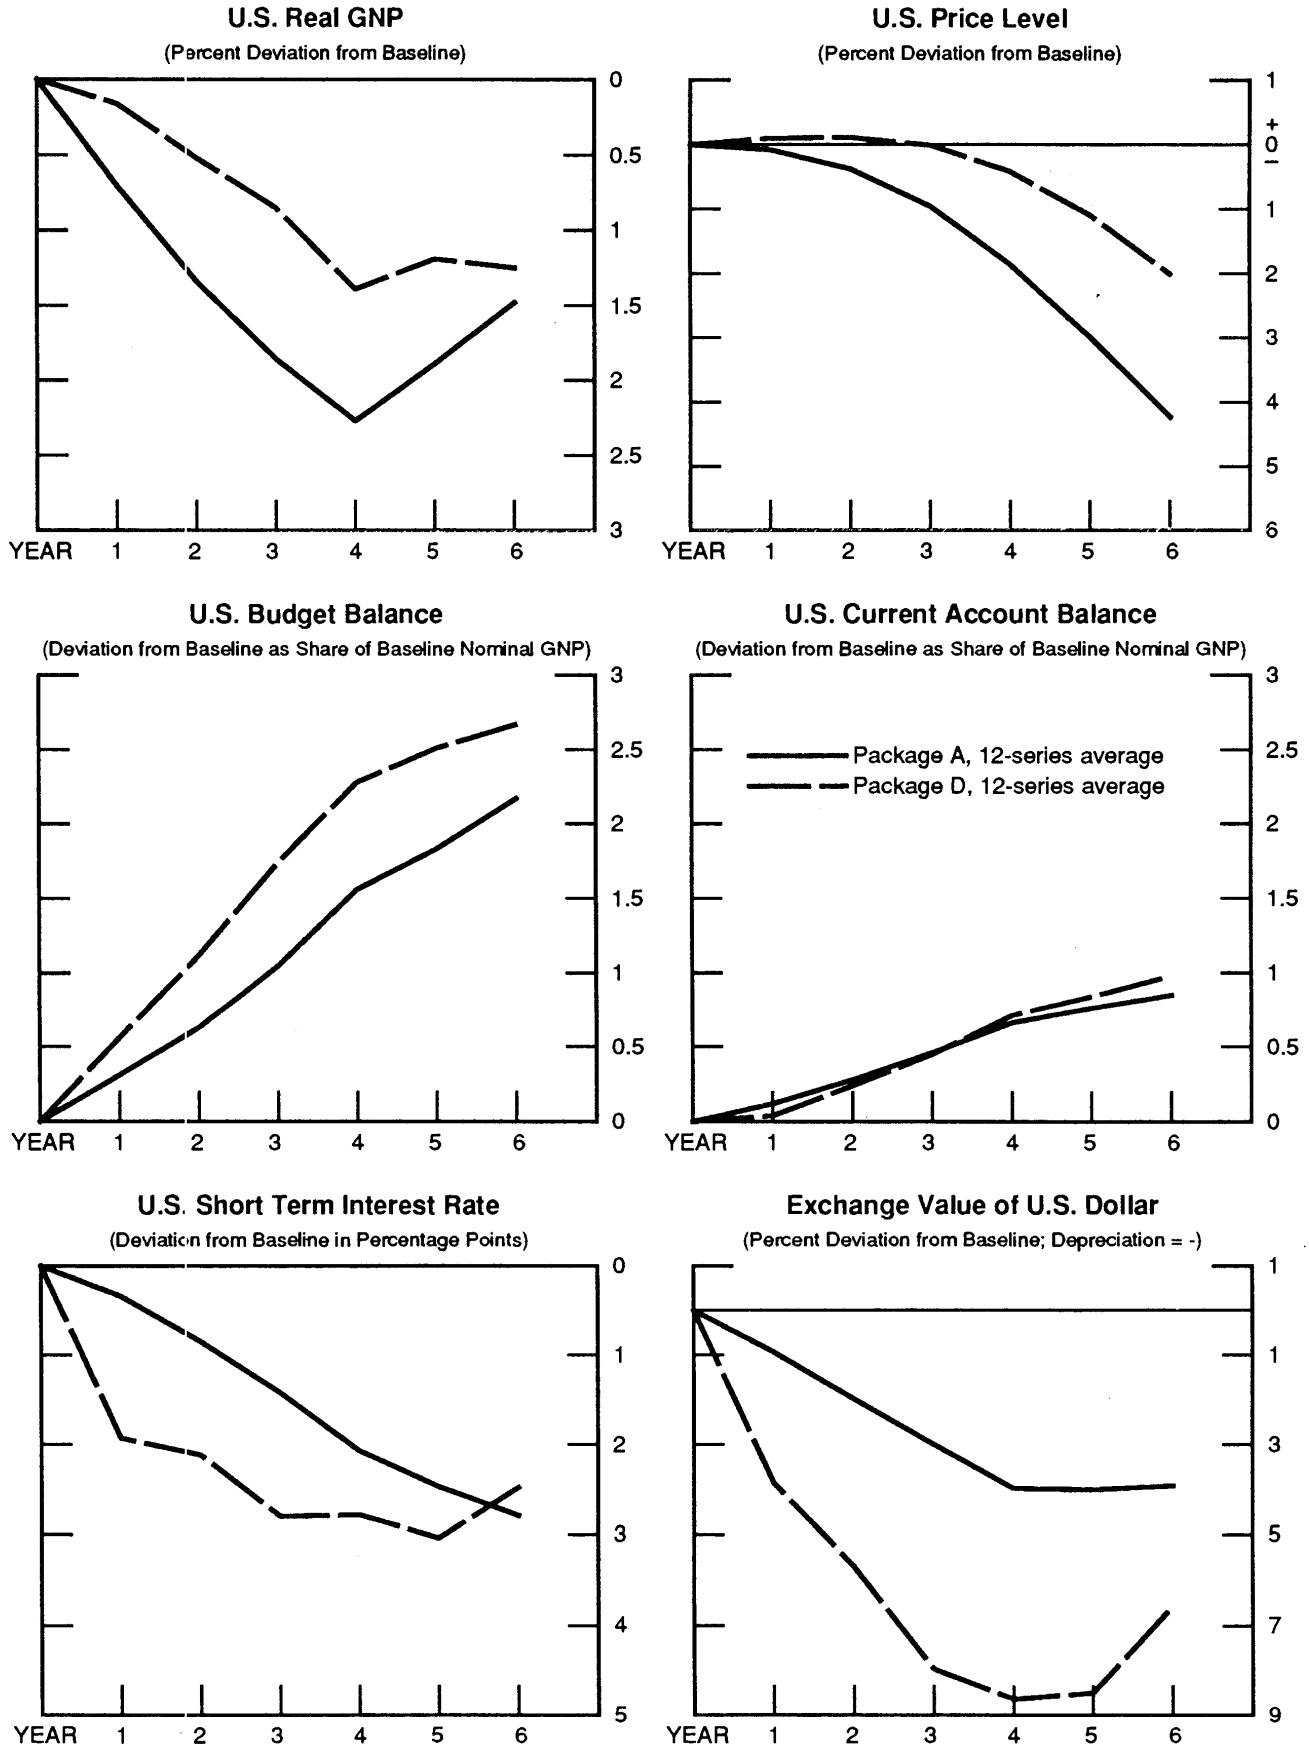 U.S. Real GNP
(Percent Deviation from Baseline)
0
0.5
1
1.5
2
2.5
3
YEAR 1 2 3 4 5 6
U.S. Price Level
(Percent Deviation from Baseline)
1
+
0
–
1
2
3
4
5
6
YEAR 1 2 3 4 5 6
U.S. Budget Balance
(Deviation from Baseline as Share of Baseline Nominal GNP)
3
2.5
2
1.5
1
0.5
0
YEAR 1 2 3 4 5 6
U.S. Current Account Balance
(Deviation from Baseline as Share of Baseline Nominal GNP)
Package A, 12-series average
Package D, 12-series average
3
2.5
2
1.5
1
0.5
0
YEAR 1 2 3 4 5 6
U.S. Short Term Interest Rate
(Deviation from Baseline in Percentage Points)
0
1
2
3
4
5
YEAR 1 2 3 4 5 6
Exchange Value of U.S. Dollar
(Percent Deviation from Baseline; Depreciation = -)
1
1
3
5
7
9
YEAR 1 2 3 4 5 6